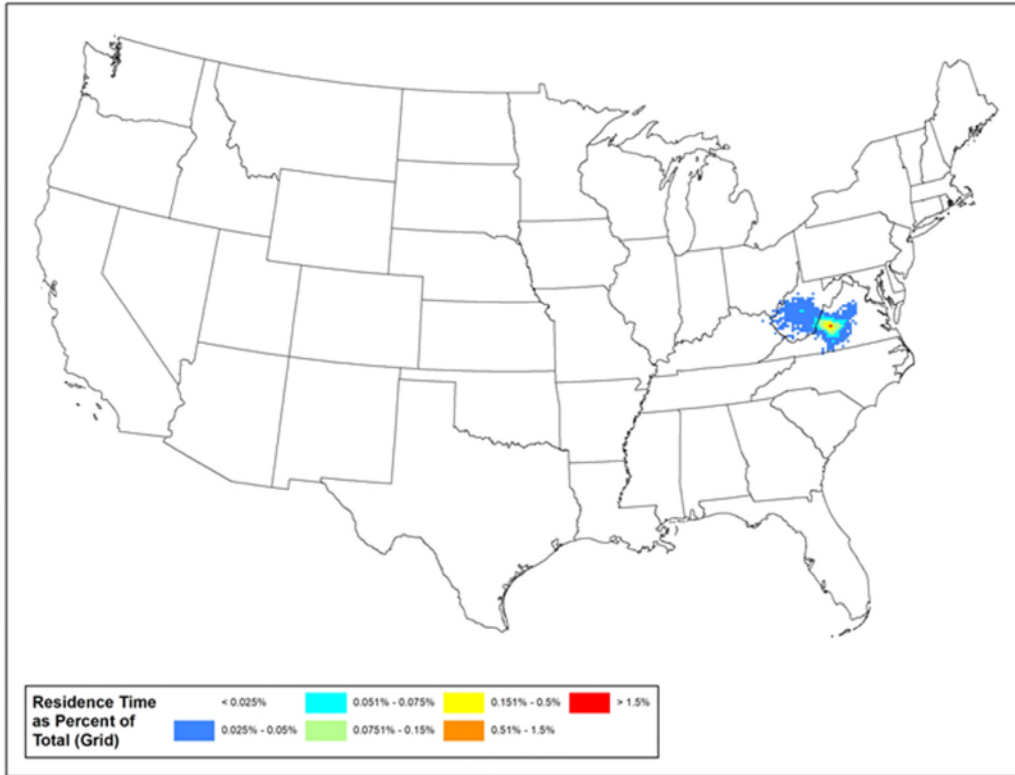 Residence Time
as Percent of
Total (Grid)
< 0.025%
0.051% - 0.075%
0.151% - 0.5%
> 1.5%
0.025% - 0.05%
0.0751% - 0.15%
0.51% - 1.5%